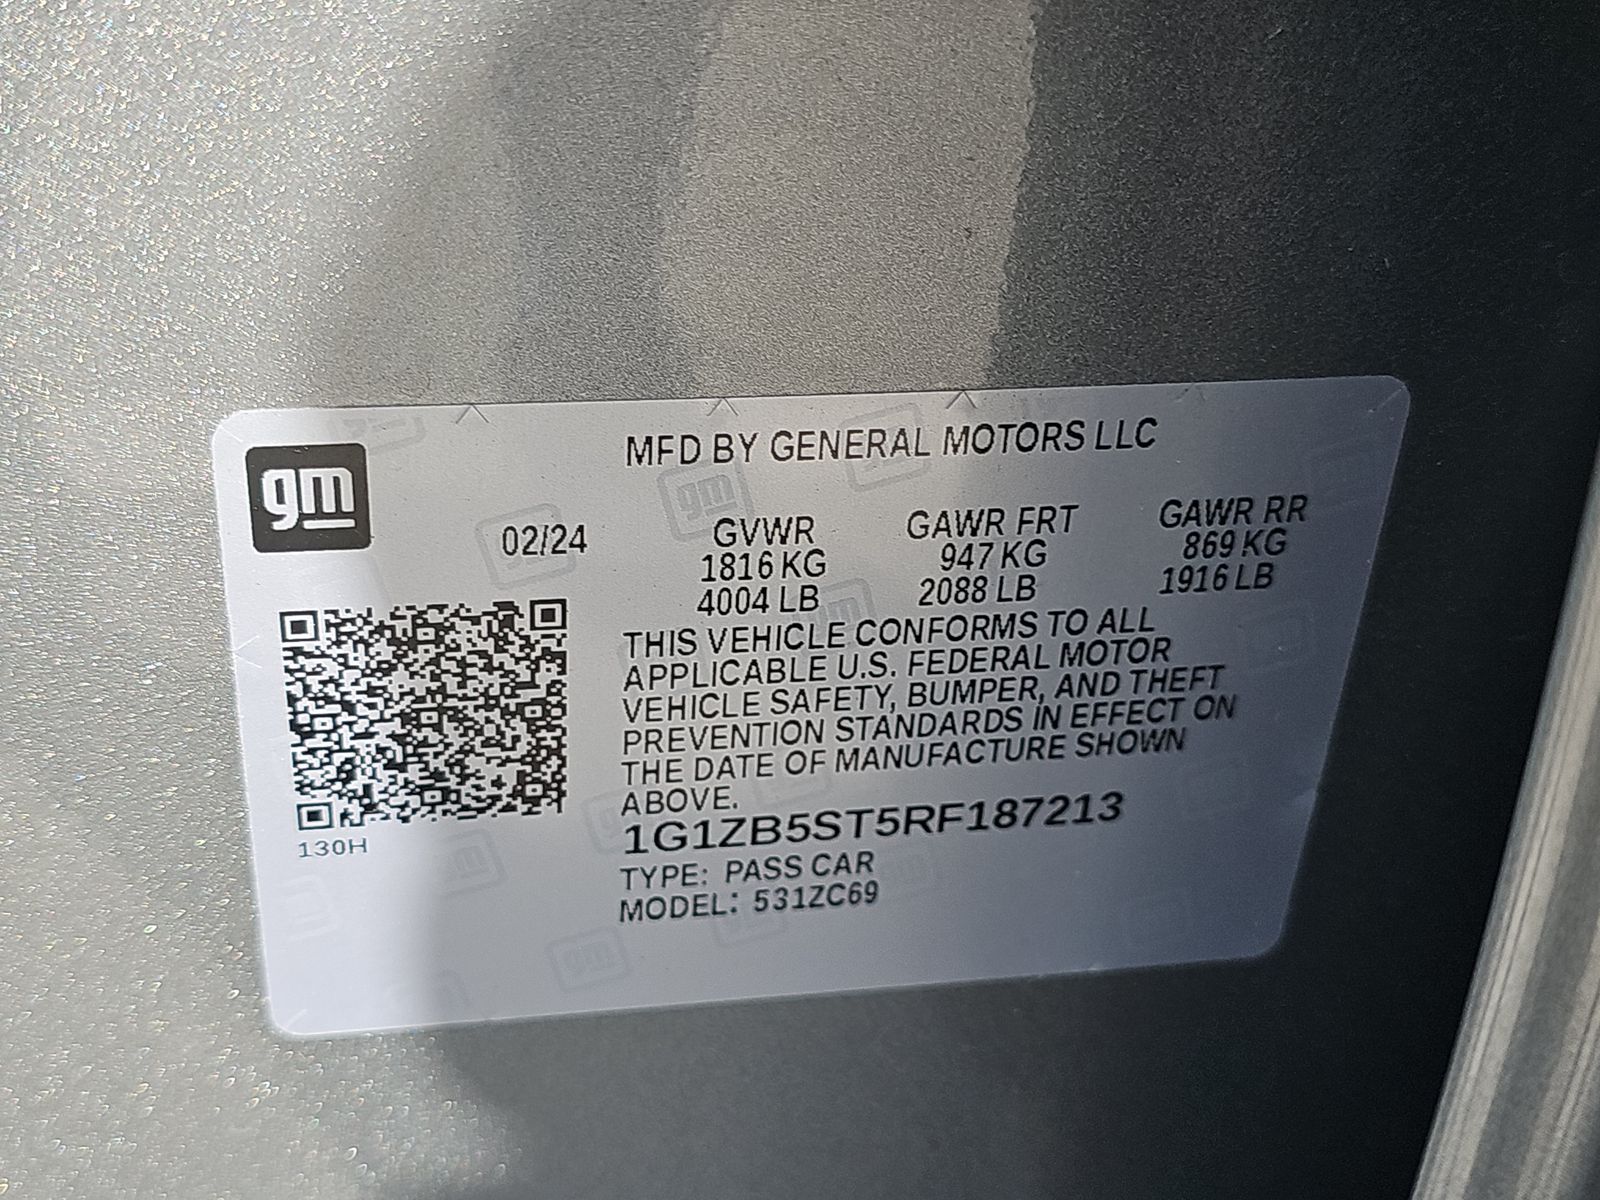 gm
MFD BY GENERAL MOTORS LLC
02/24
GVWR GAWR FRT GAWR RR
1816 KG 947 KG 869 KG
4004 LB 2088 LB 1916 LB
THIS VEHICLE CONFORMS TO ALL
APPLICABLE U.S. FEDERAL MOTOR
VEHICLE SAFETY, BUMPER, AND THEFT
PREVENTION STANDARDS IN EFFECT ON
THE DATE OF MANUFACTURE SHOWN
ABOVE.
1G1ZB5ST5RF187213
130H
TYPE: PASS CAR
MODEL: 531ZC69